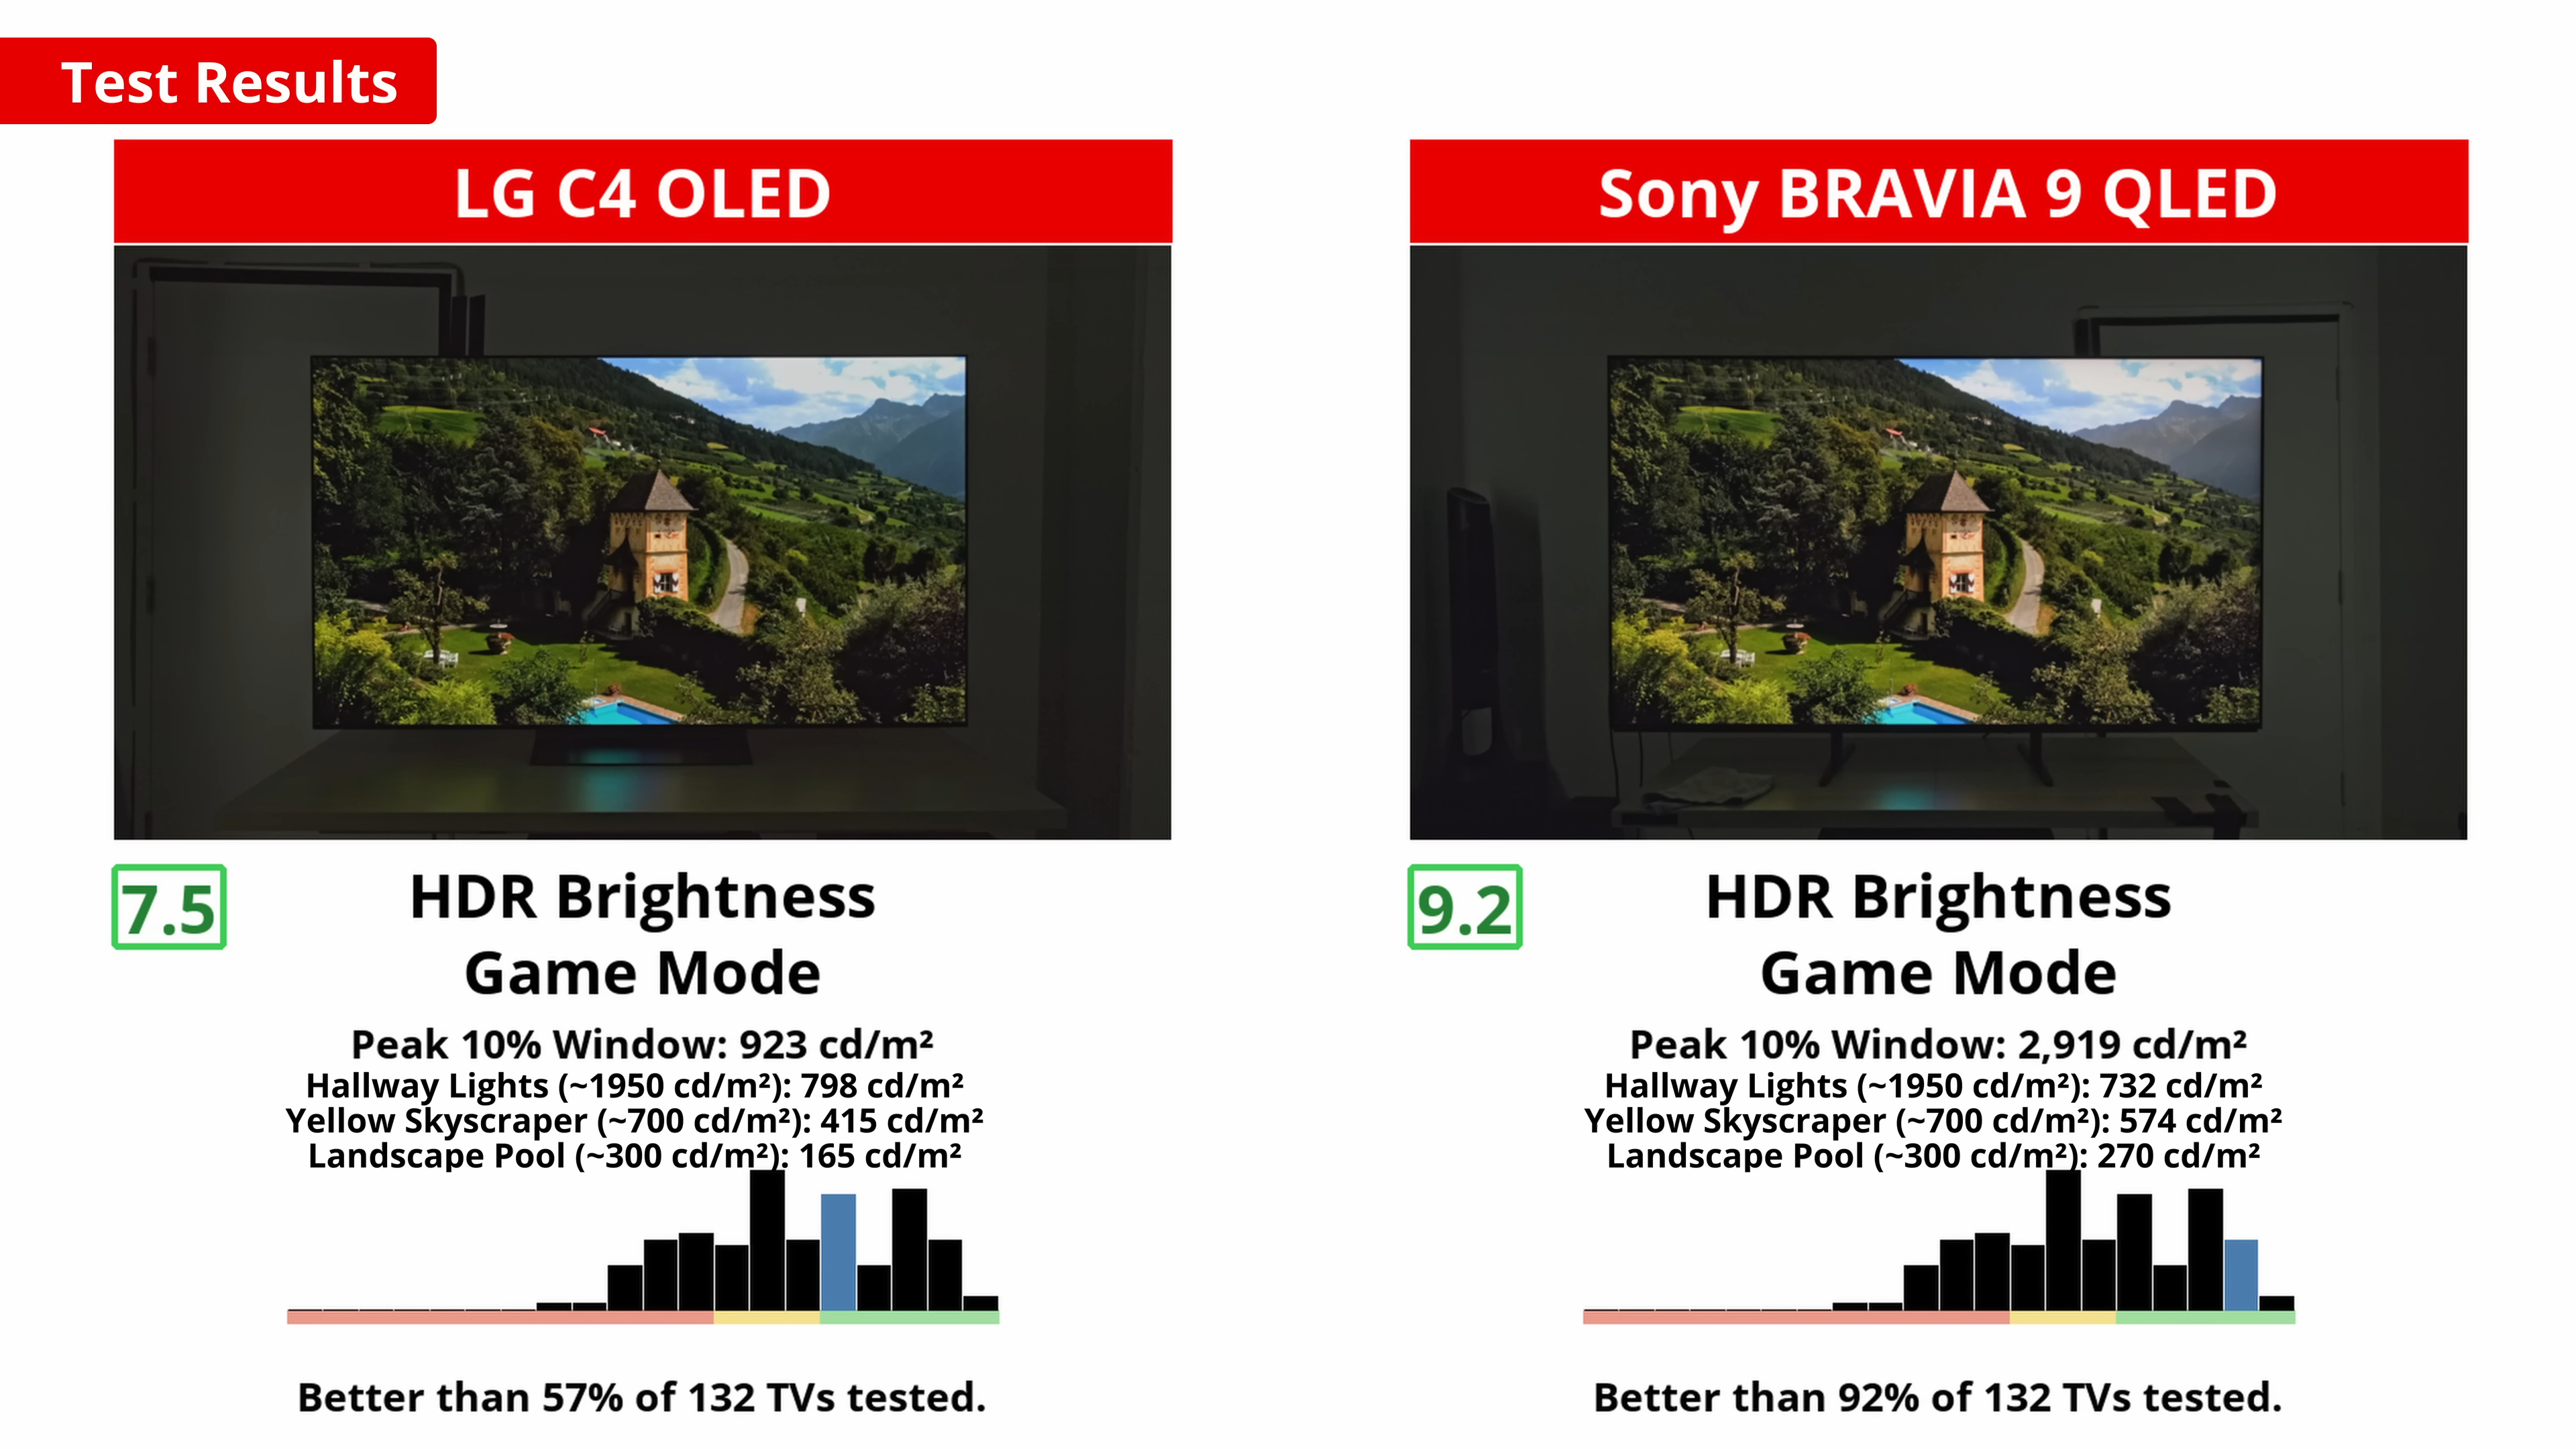 Test Results
LG C4 OLED
7.5
HDR Brightness
Game Mode
Peak 10% Window: 923 cd/m²
Hallway Lights (~1950 cd/m²): 798 cd/m²
Yellow Skyscraper (~700 cd/m²): 415 cd/m²
Landscape Pool (~300 cd/m²): 165 cd/m²
Better than 57% of 132 TVs tested.
Sony BRAVIA 9 QLED
9.2
HDR Brightness
Game Mode
Peak 10% Window: 2,919 cd/m²
Hallway Lights (~1950 cd/m²): 732 cd/m²
Yellow Skyscraper (~700 cd/m²): 574 cd/m²
Landscape Pool (~300 cd/m²): 270 cd/m²
Better than 92% of 132 TVs tested.